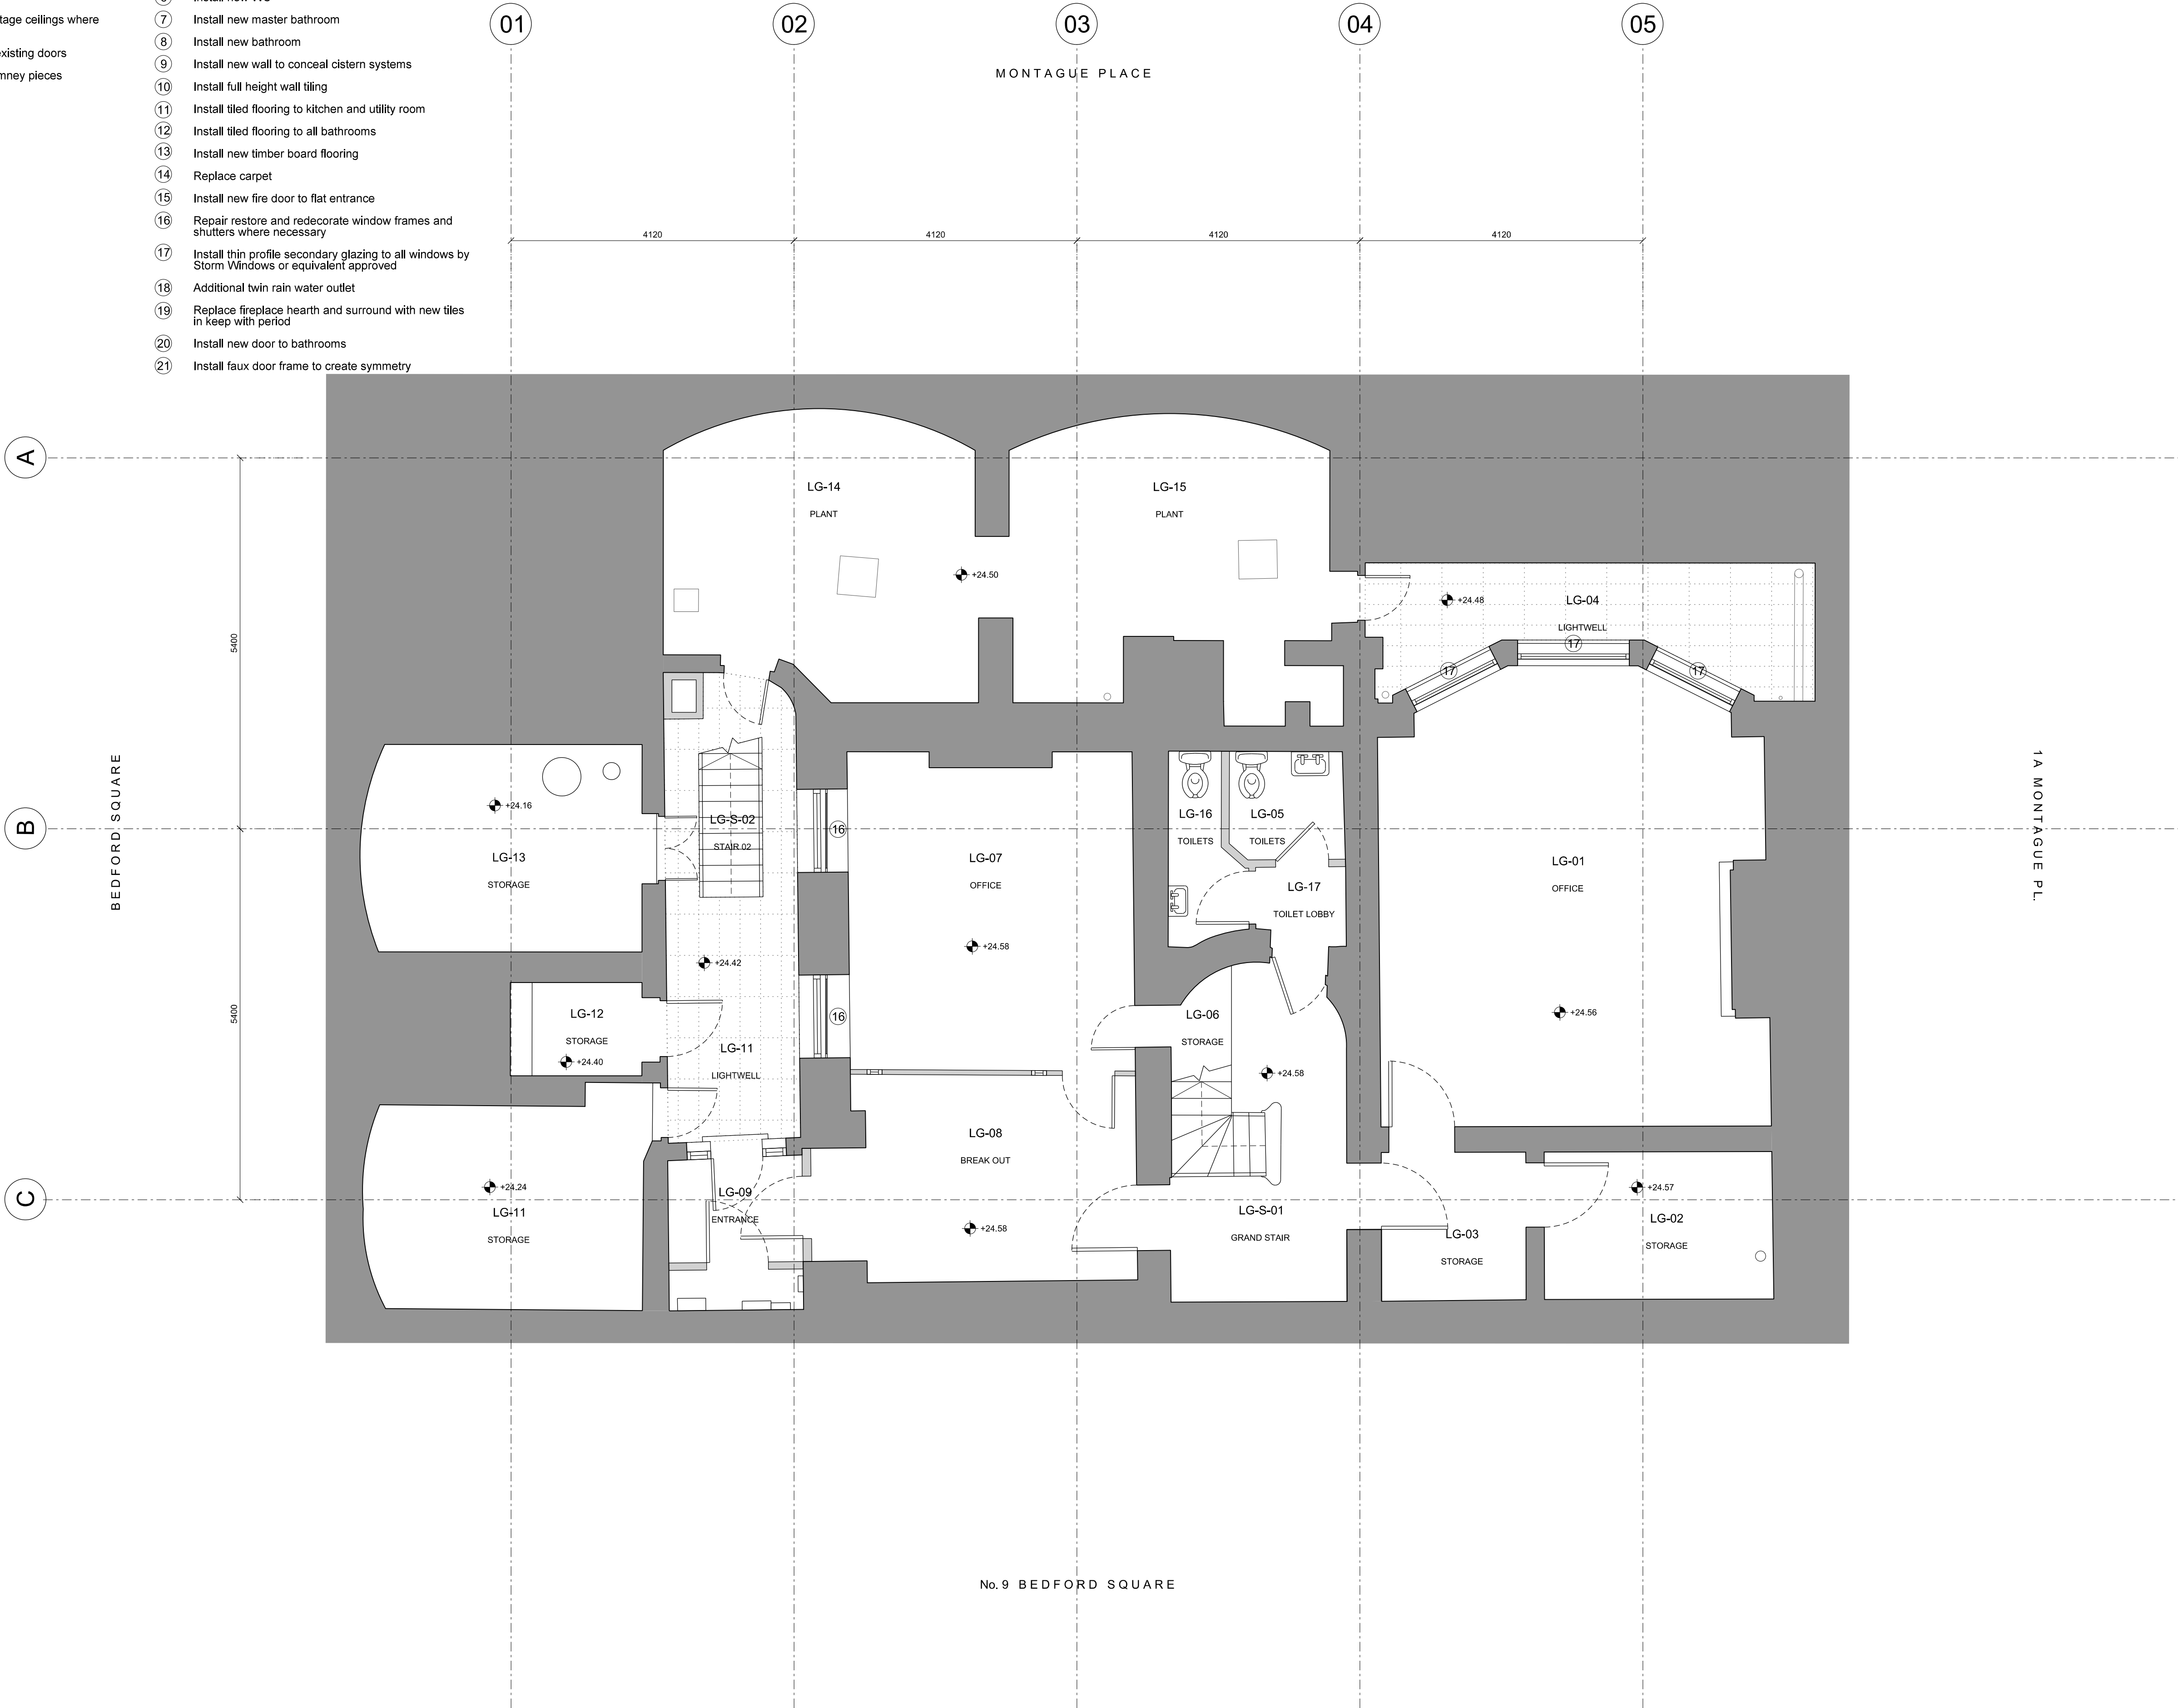 tage ceilings where
existing doors
mney pieces
7 Install new master bathroom
8 Install new bathroom
9 Install new wall to conceal cistern systems
10 Install full height wall tiling
11 Install tiled flooring to kitchen and utility room
12 Install tiled flooring to all bathrooms
13 Install new timber board flooring
14 Replace carpet
15 Install new fire door to flat entrance
16 Repair restore and redecorate window frames and
shutters where necessary
17 Install thin profile secondary glazing to all windows by
Storm Windows or equivalent approved
18 Additional twin rain water outlet
19 Replace fireplace hearth and surround with new tiles
in keep with period
20 Install new door to bathrooms
21 Install faux door frame to create symmetry
01 02 03 04 05
MONTAGUE PLACE
4120 4120 4120 4120
A
B
C
5400
5400
BEDFORD SQUARE
1A MONTAGUE PL.
LG-14
PLANT
LG-15
PLANT
+24.50
+24.48
LG-04
LIGHTWELL
17
17
17
+24.16
LG-13
STORAGE
LG-S-02
STAIR 02
16
LG-07
OFFICE
+24.58
LG-16
TOILETS
LG-05
TOILETS
LG-17
TOILET LOBBY
LG-01
OFFICE
+24.56
+24.42
LG-12
STORAGE
+24.40
LG-11
LIGHTWELL
16
LG-06
STORAGE
+24.58
LG-08
BREAK OUT
+24.58
+24.24
LG-11
STORAGE
LG-09
ENTRANCE
LG-S-01
GRAND STAIR
LG-03
STORAGE
+24.57
LG-02
STORAGE
No. 9 BEDFORD SQUARE